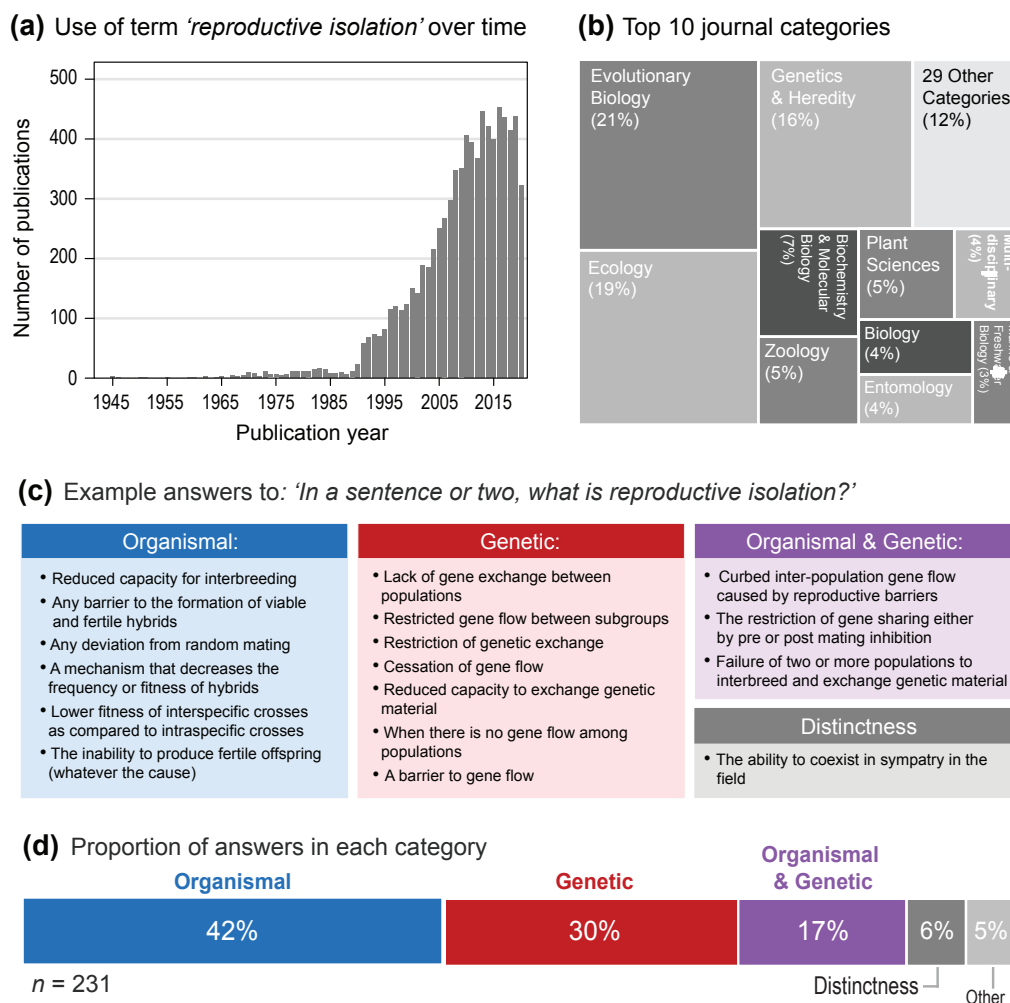 (a) Use of term 'reproductive isolation' over time
Number of publications
500
400
300
200
100
0
1945
1955
1965
1975
1985
1995
2005
2015
Publication year
(b) Top 10 journal categories
Evolutionary
Biology
(21%)
Genetics
& Heredity
(16%)
29 Other
Categories
(12%)
Ecology
(19%)
Biochemistry
& Molecular
Biology
(7%)
Plant
Sciences
(5%)
Multi-
disciplinary
(4%)
Zoology
(5%)
Biology
(4%)
Entomology
(4%)
Freshwater
Biology (3%)
(c) Example answers to: 'In a sentence or two, what is reproductive isolation?'
Organismal:
• Reduced capacity for interbreeding
• Any barrier to the formation of viable
and fertile hybrids
• Any deviation from random mating
• A mechanism that decreases the
frequency or fitness of hybrids
• Lower fitness of interspecific crosses
as compared to intraspecific crosses
• The inability to produce fertile offspring
(whatever the cause)
Genetic:
• Lack of gene exchange between
populations
• Restricted gene flow between subgroups
• Restriction of genetic exchange
• Cessation of gene flow
• Reduced capacity to exchange genetic
material
• When there is no gene flow among
populations
• A barrier to gene flow
Organismal & Genetic:
• Curbed inter-population gene flow
caused by reproductive barriers
• The restriction of gene sharing either
by pre or post mating inhibition
• Failure of two or more populations to
interbreed and exchange genetic material
Distinctness
• The ability to coexist in sympatry in the
field
(d) Proportion of answers in each category
Organismal
Genetic
Organismal
& Genetic
42%
30%
17%
6%
5%
n = 231
Distinctness
Other